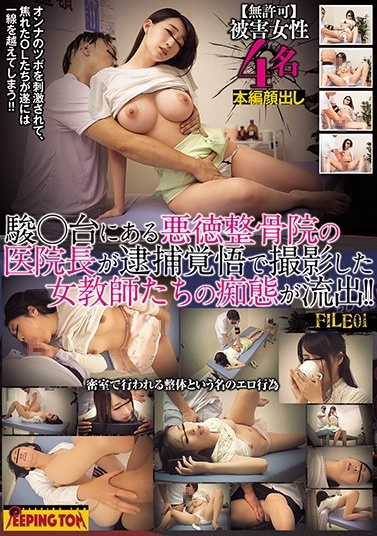 オンナのツボを刺激されて、
焦れた〇したちが遂には
一線を越えてしまう!!
【無許可】
被害女性
4名
本編顔出し
駿〇台にある悪徳整骨院の
医院長が逮捕覚悟で撮影した
女教師たちの痴態が流出!!
FILE01
密室で行われる整体という名のエロ行為
PEEPING TOM